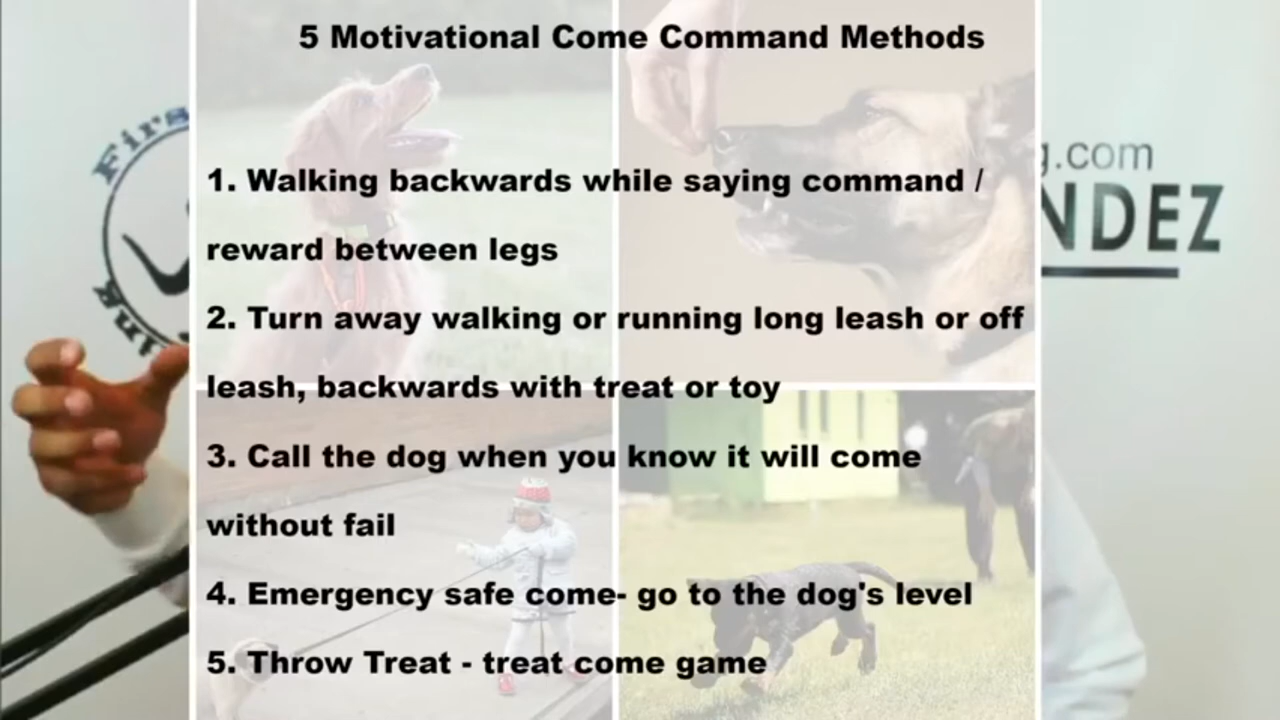 5 Motivational Come Command Methods
1. Walking backwards while saying command /
reward between legs
2. Turn away walking or running long leash or off
leash, backwards with treat or toy
3. Call the dog when you know it will come
without fail
4. Emergency safe come- go to the dog's level
5. Throw Treat - treat come game
Firs
g.com
NDEZ